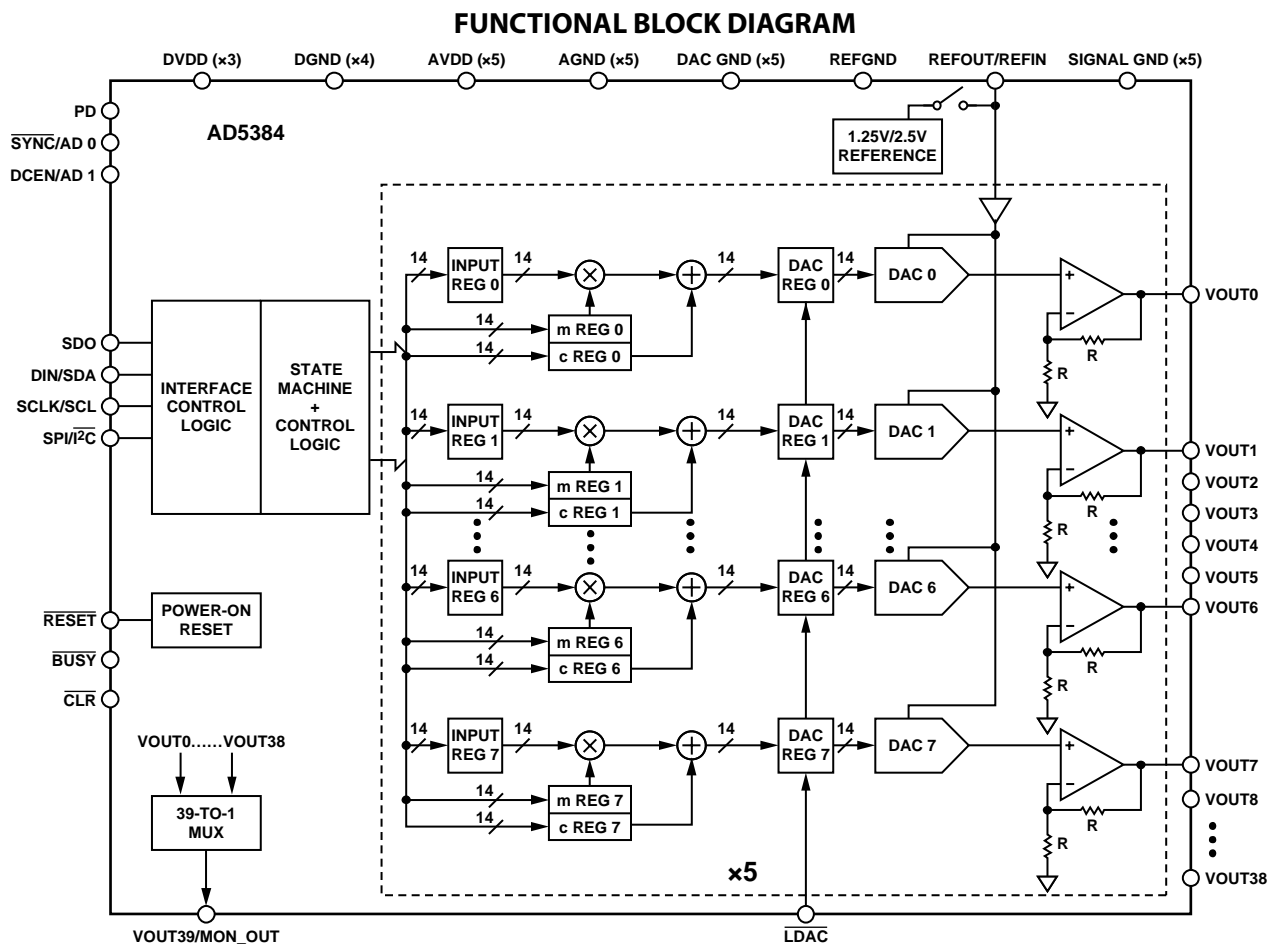 FUNCTIONAL BLOCK DIAGRAM
DVDD (×3)
DGND (×4)
AVDD (×5)
AGND (×5)
DAC GND (×5)
REFGND
REFOUT/REFIN
SIGNAL GND (×5)
PD
SYNC/AD 0
DCEN/AD 1
AD5384
1.25V/2.5V
REFERENCE
14
INPUT
REG 0
14
×
+
14
DAC
REG 0
14
DAC 0
+
−
VOUT0
14
m REG 0
14
c REG 0
R
R
SDO
DIN/SDA
SCLK/SCL
SPI/I²C
INTERFACE
CONTROL
LOGIC
STATE
MACHINE
+
CONTROL
LOGIC
14
INPUT
REG 1
14
×
+
14
DAC
REG 1
14
DAC 1
+
−
VOUT1
14
m REG 1
14
c REG 1
R
R
VOUT2
VOUT3
VOUT4
VOUT5
14
INPUT
REG 6
14
×
+
14
DAC
REG 6
14
DAC 6
+
−
VOUT6
14
m REG 6
14
c REG 6
R
R
RESET
POWER-ON
RESET
BUSY
CLR
14
INPUT
REG 7
14
×
+
14
DAC
REG 7
14
DAC 7
+
−
VOUT7
14
m REG 7
14
c REG 7
R
R
VOUT8
VOUT38
VOUT0......VOUT38
39-TO-1
MUX
×5
VOUT39/MON_OUT
LDAC